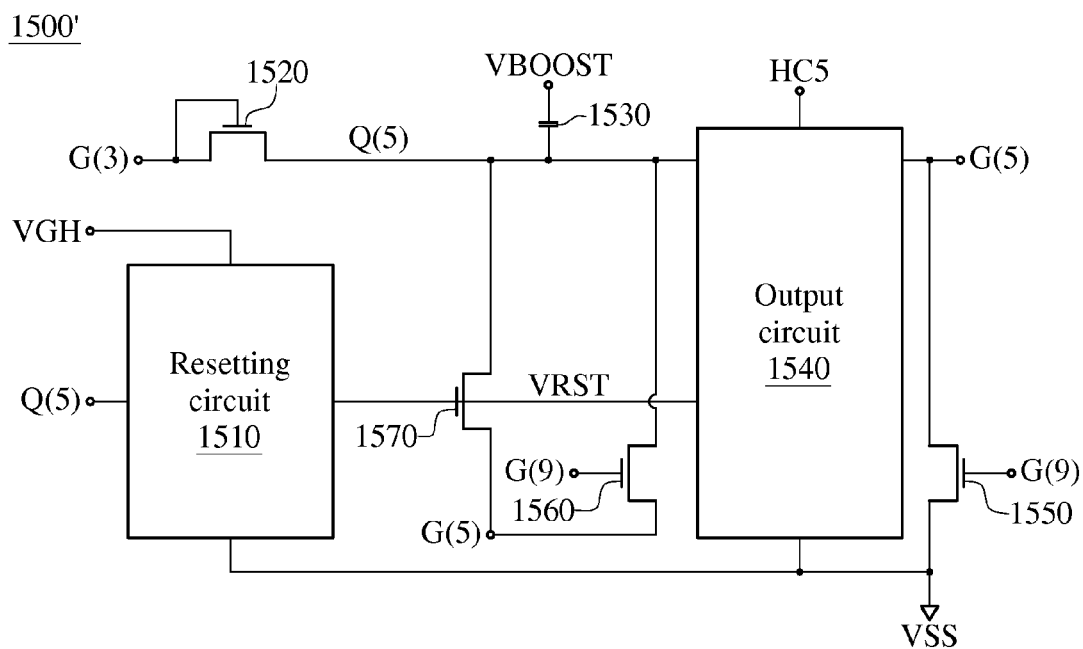 1500'
1520
VBOOST
HC5
1530
Q(5)
G(3)
G(5)
VGH
Output
circuit
1540
Resetting
circuit
1510
VRST
Q(5)
1570
G(9)
G(9)
1560
1550
G(5)
VSS